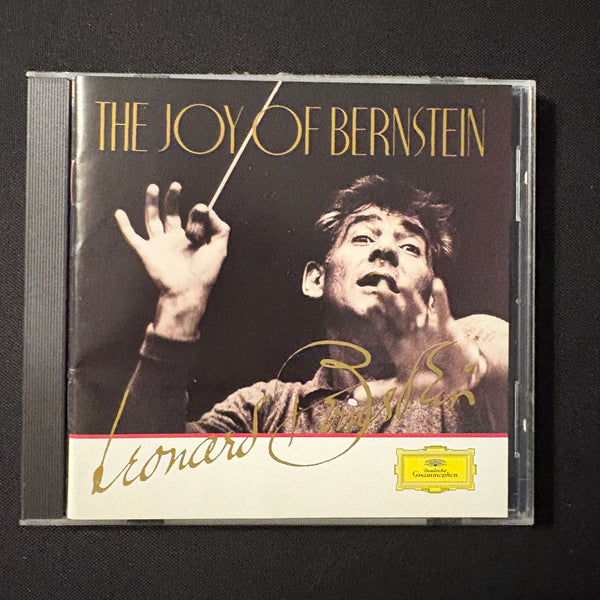 THE JOY OF BERNSTEIN
Leonard Bernstein
Deutsche
Grammophon